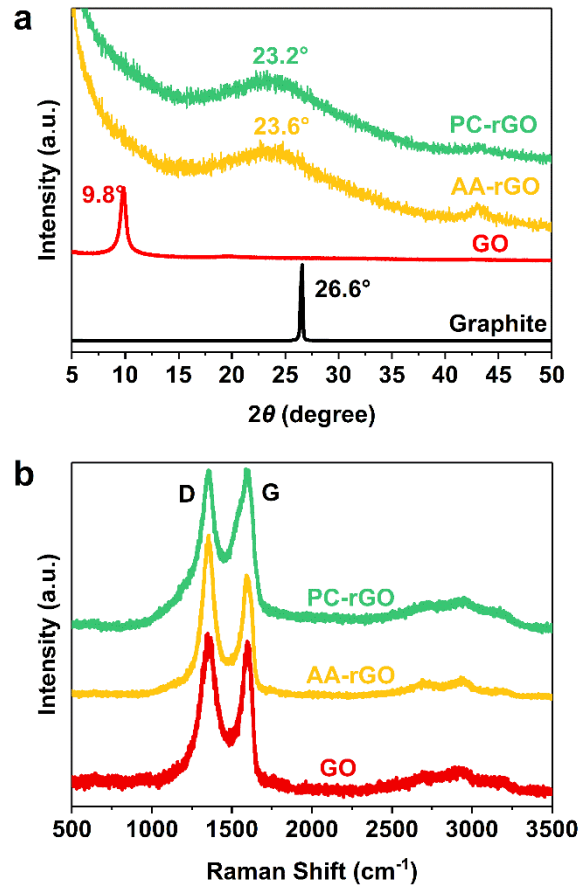 a
23.2°
PC-rGO
23.6°
AA-rGO
9.8°
GO
26.6°
Graphite
Intensity (a.u.)
5 10 15 20 25 30 35 40 45 50
2θ (degree)
b
D G
PC-rGO
AA-rGO
GO
Intensity (a.u.)
500 1000 1500 2000 2500 3000 3500
Raman Shift (cm⁻¹)